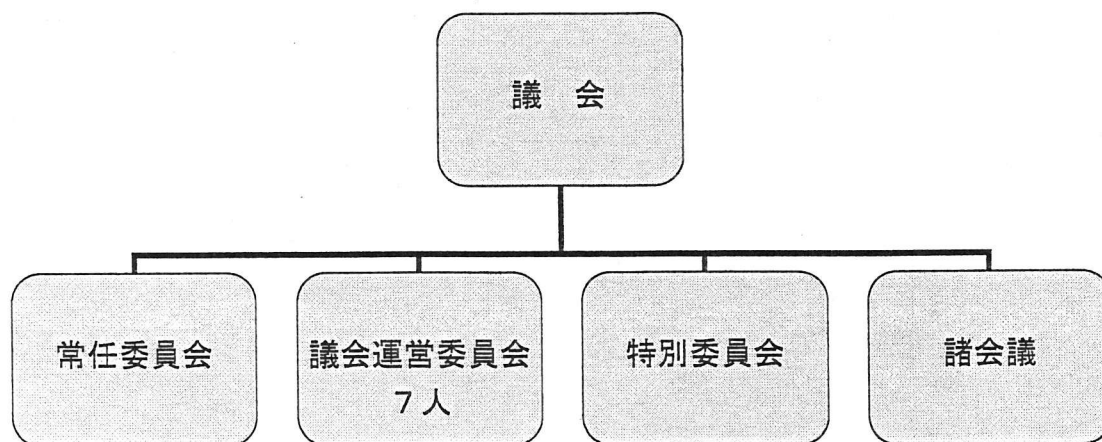 議　会
常任委員会
議会運営委員会
７人
特別委員会
諸会議